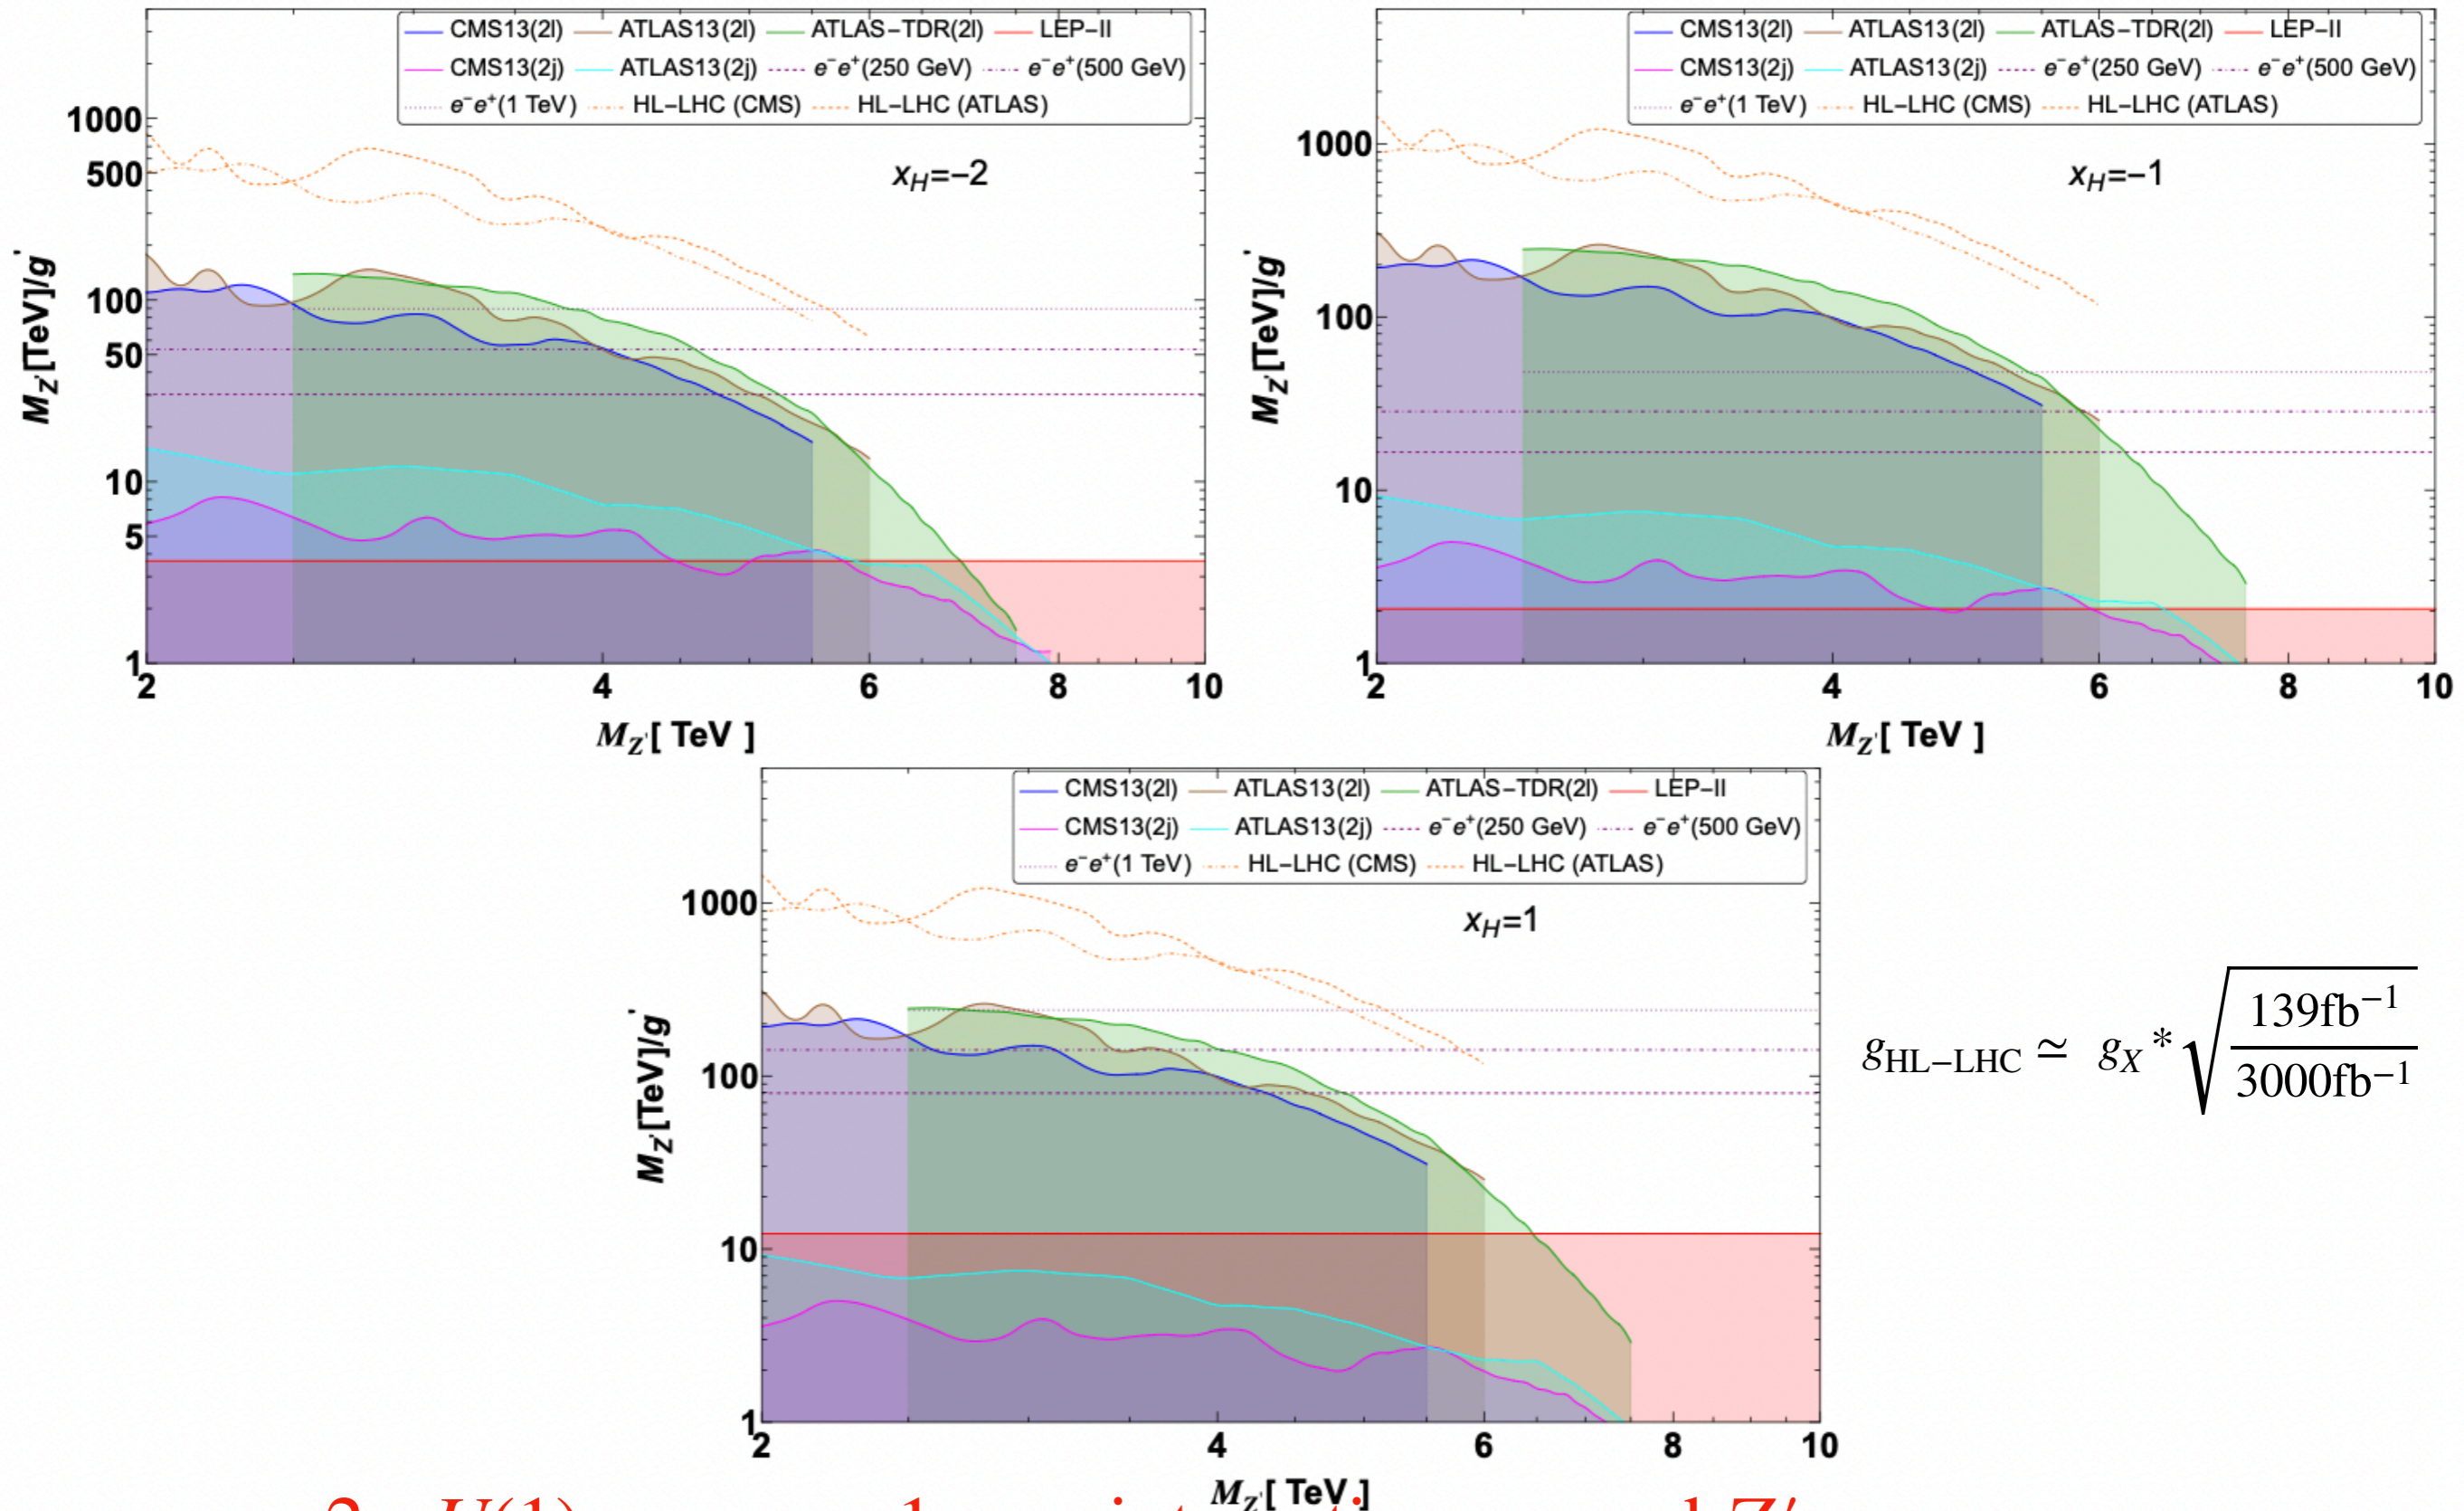 CMS13(2l) ATLAS13(2l) ATLAS−TDR(2l) LEP−II
CMS13(2j) ATLAS13(2j) e⁻e⁺(250 GeV) e⁻e⁺(500 GeV)
e⁻e⁺(1 TeV) HL−LHC (CMS) HL−LHC (ATLAS)
x_H=−2
M_Z'[TeV]/g'
1000
500
100
50
10
5
1
2 4 6 8 10
M_Z'[ TeV ]
CMS13(2l) ATLAS13(2l) ATLAS−TDR(2l) LEP−II
CMS13(2j) ATLAS13(2j) e⁻e⁺(250 GeV) e⁻e⁺(500 GeV)
e⁻e⁺(1 TeV) HL−LHC (CMS) HL−LHC (ATLAS)
x_H=−1
M_Z'[TeV]/g'
1000
100
10
1
2 4 6 8 10
M_Z'[ TeV ]
CMS13(2l) ATLAS13(2l) ATLAS−TDR(2l) LEP−II
CMS13(2j) ATLAS13(2j) e⁻e⁺(250 GeV) e⁻e⁺(500 GeV)
e⁻e⁺(1 TeV) HL−LHC (CMS) HL−LHC (ATLAS)
x_H=1
M_Z'[TeV]/g'
1000
100
10
1
2 4 6 8 10
M_Z'[ TeV ]
g_HL−LHC ≃ g_X * √(139fb⁻¹ / 3000fb⁻¹)